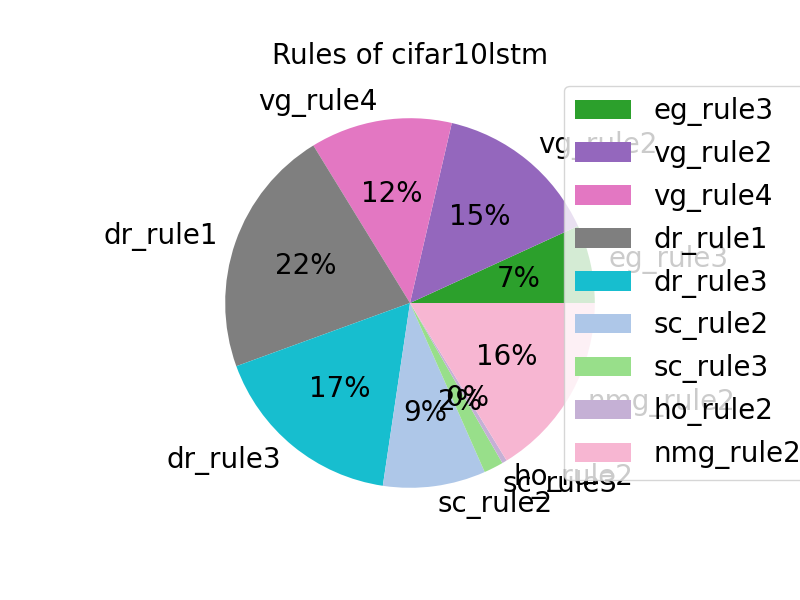 Rules of cifar10lstm
vg_rule4
vg_rule2
eg_rule3
dr_rule1
dr_rule3
sc_rule2
sc_rule3
ho_rule2
nmg_rule2
12%
15%
7%
22%
17%
9%
2%
0%
16%
eg_rule3
vg_rule2
vg_rule4
dr_rule1
dr_rule3
sc_rule2
sc_rule3
ho_rule2
nmg_rule2